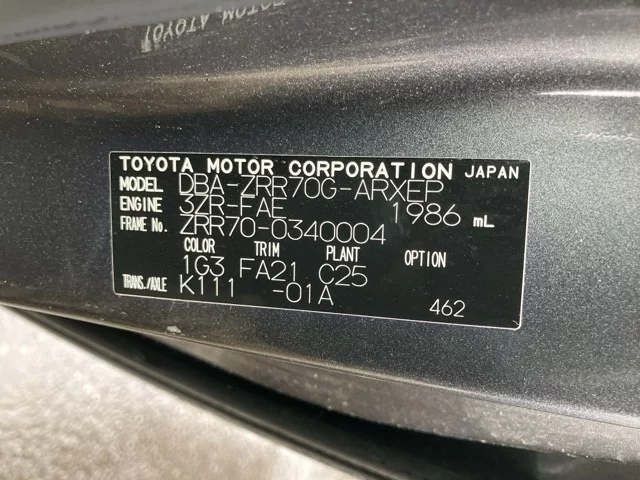 TOYOTA MOTOR CORPORATION JAPAN
MODEL DBA-ZRR70G-ARXEP
ENGINE 3ZR-FAE 1986 mL
FRAME NO. ZRR70-0340004
COLOR TRIM PLANT OPTION
1G3 FA21 C25
TRANS./AXLE K111 -01A
462